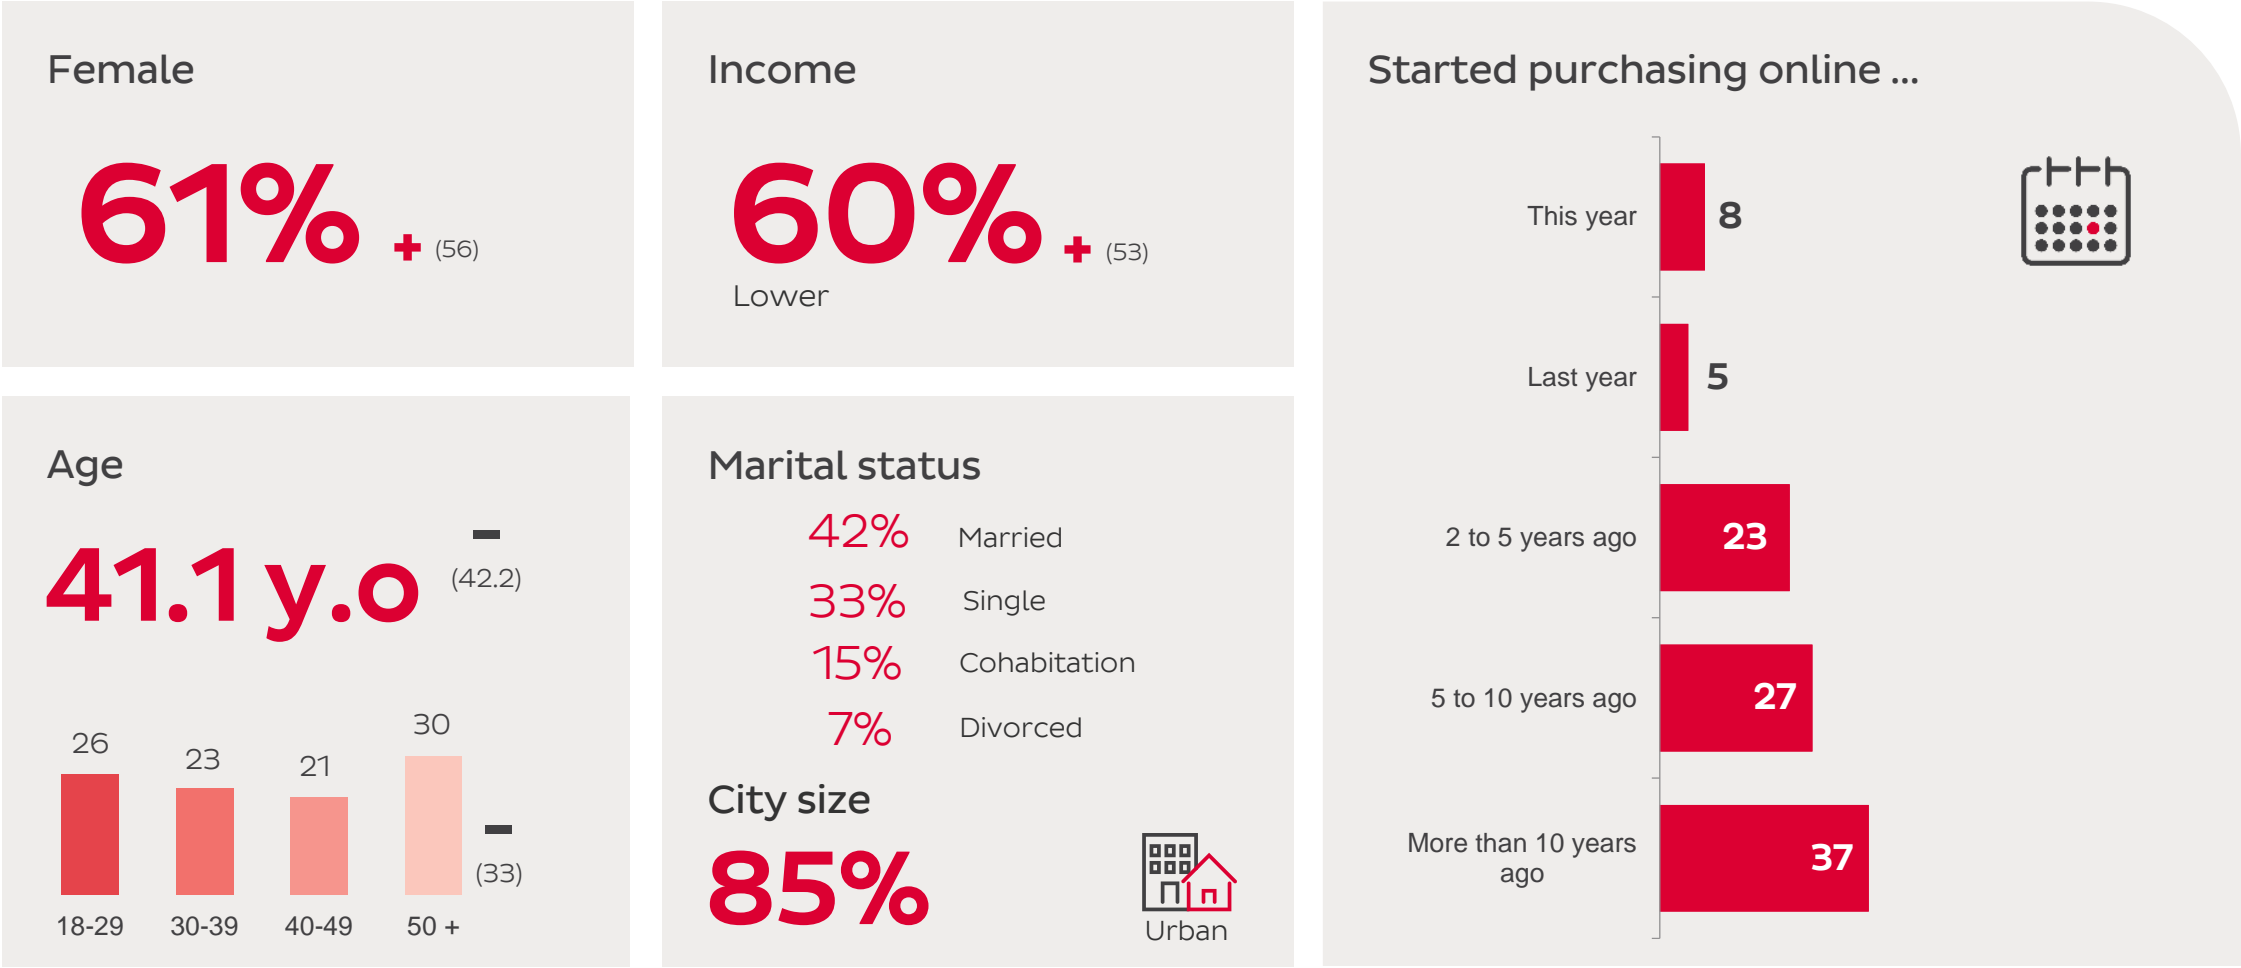 Female
61% + (56)
Income
60% + (53)
Lower
Age
41.1 y.o
(42.2)
26
23
21
30
(33)
18-29
30-39
40-49
50 +
Marital status
42% Married
33% Single
15% Cohabitation
7% Divorced
City size
85%
Urban
Started purchasing online ...
This year 8
Last year 5
2 to 5 years ago 23
5 to 10 years ago 27
More than 10 years
ago
37